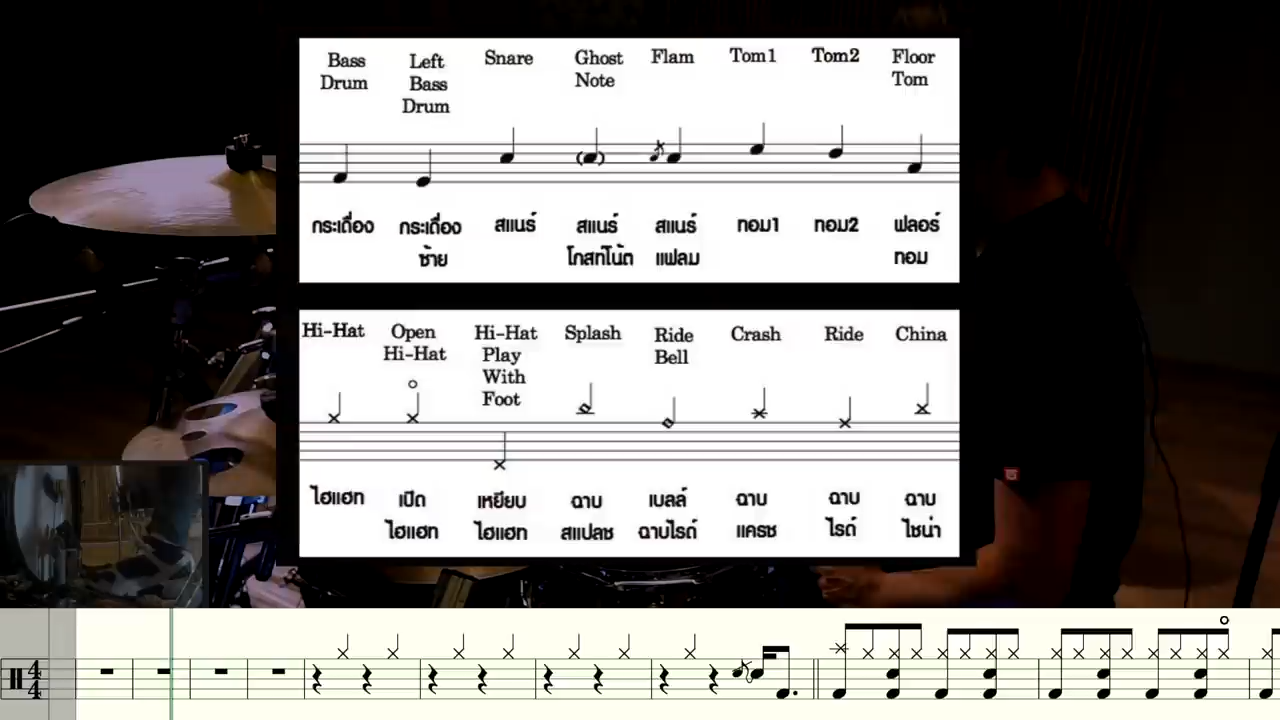 Bass Drum
Left Bass Drum
Snare
Ghost Note
Flam
Tom1
Tom2
Floor Tom
กระเดื่อง
กระเดื่อง ซ้าย
สแนร์
สแนร์ โกสท์โน้ต
สแนร์ แฟลม
ทอม1
ทอม2
ฟลอร์ ทอม
Hi-Hat
Open Hi-Hat
Hi-Hat Play With Foot
Splash
Ride Bell
Crash
Ride
China
ไฮแฮท
เปิด ไฮแฮท
เหยียบ ไฮแฮท
ฉาบ สแปลช
เบลล์ ฉาบไรด์
ฉาบ แครช
ฉาบ ไรด์
ฉาบ ไชน่า
4
4